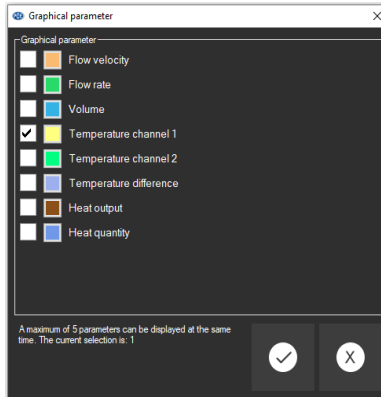 Graphical parameter
Graphical parameter
Flow velocity
Flow rate
Volume
Temperature channel 1
Temperature channel 2
Temperature difference
Heat output
Heat quantity
A maximum of 5 parameters can be displayed at the same
time. The current selection is: 1
X